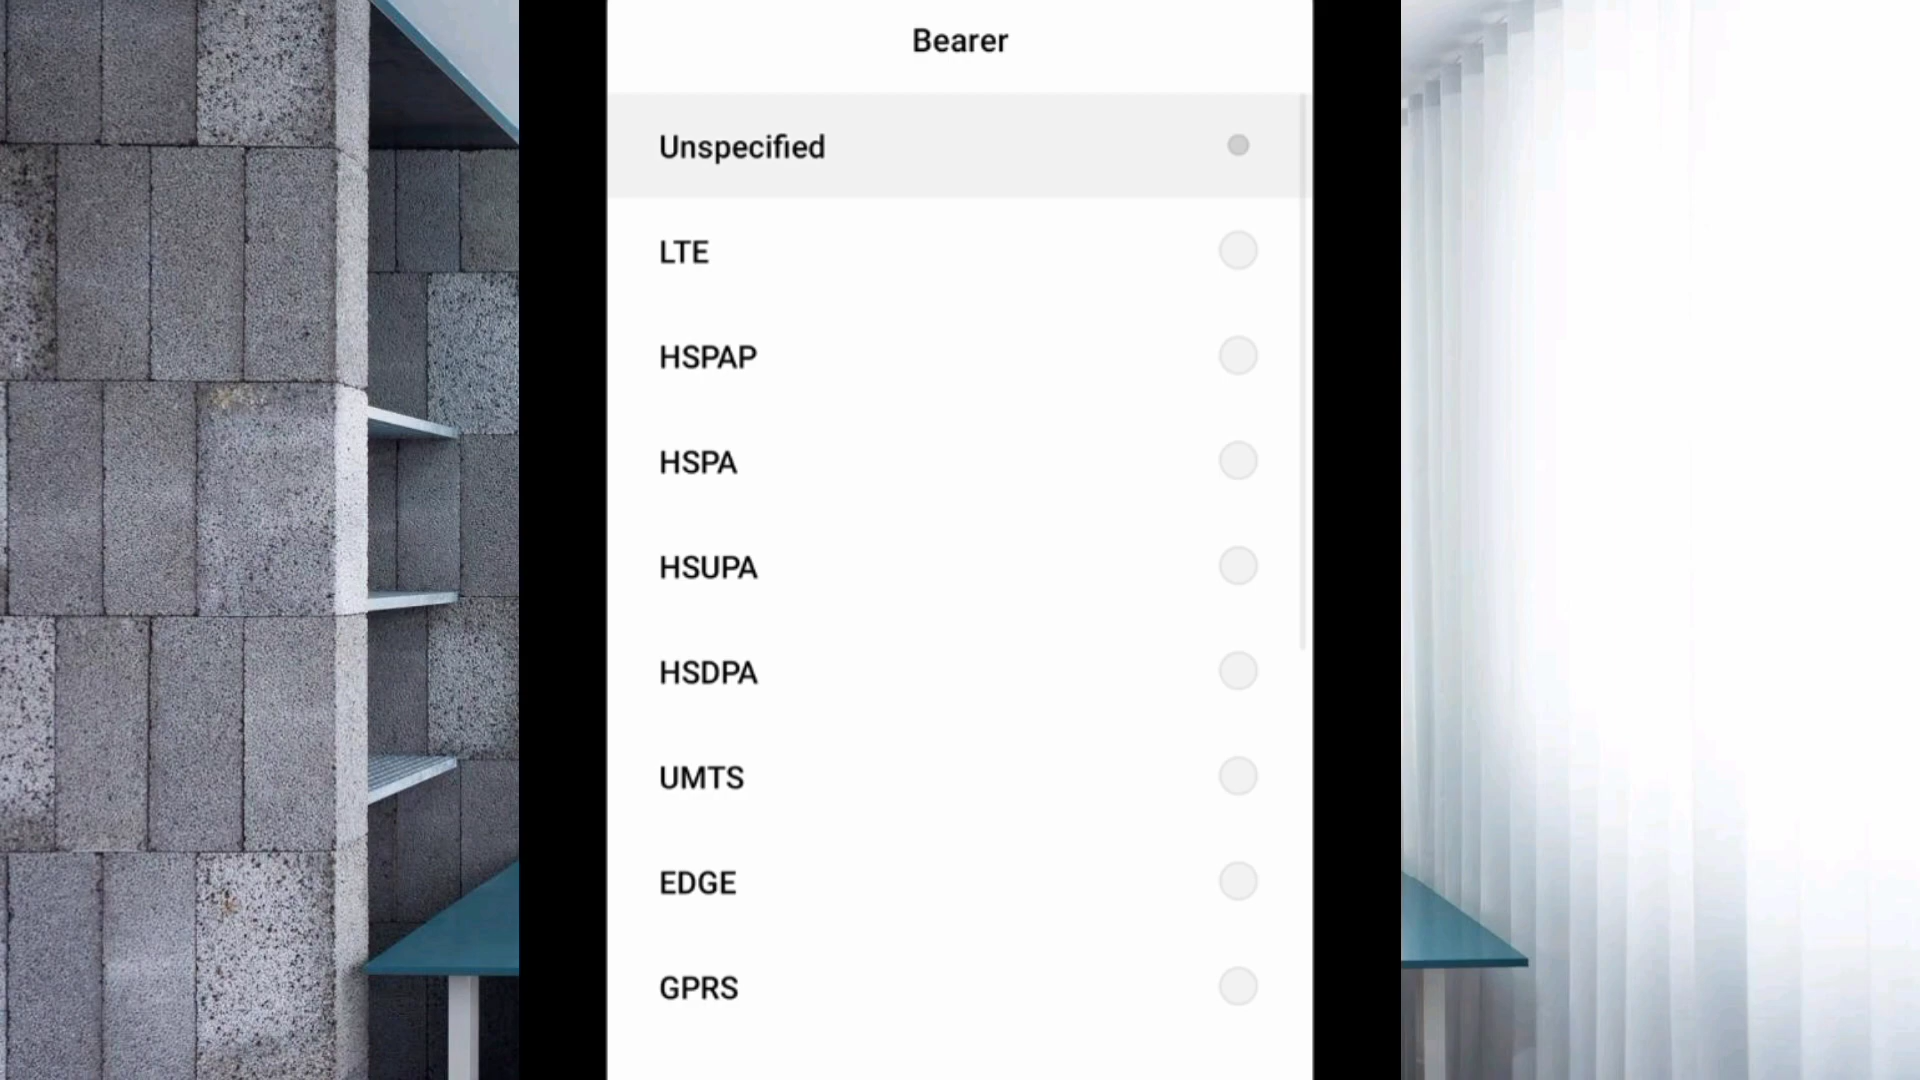 Bearer
Unspecified
LTE
HSPAP
HSPA
HSUPA
HSDPA
UMTS
EDGE
GPRS